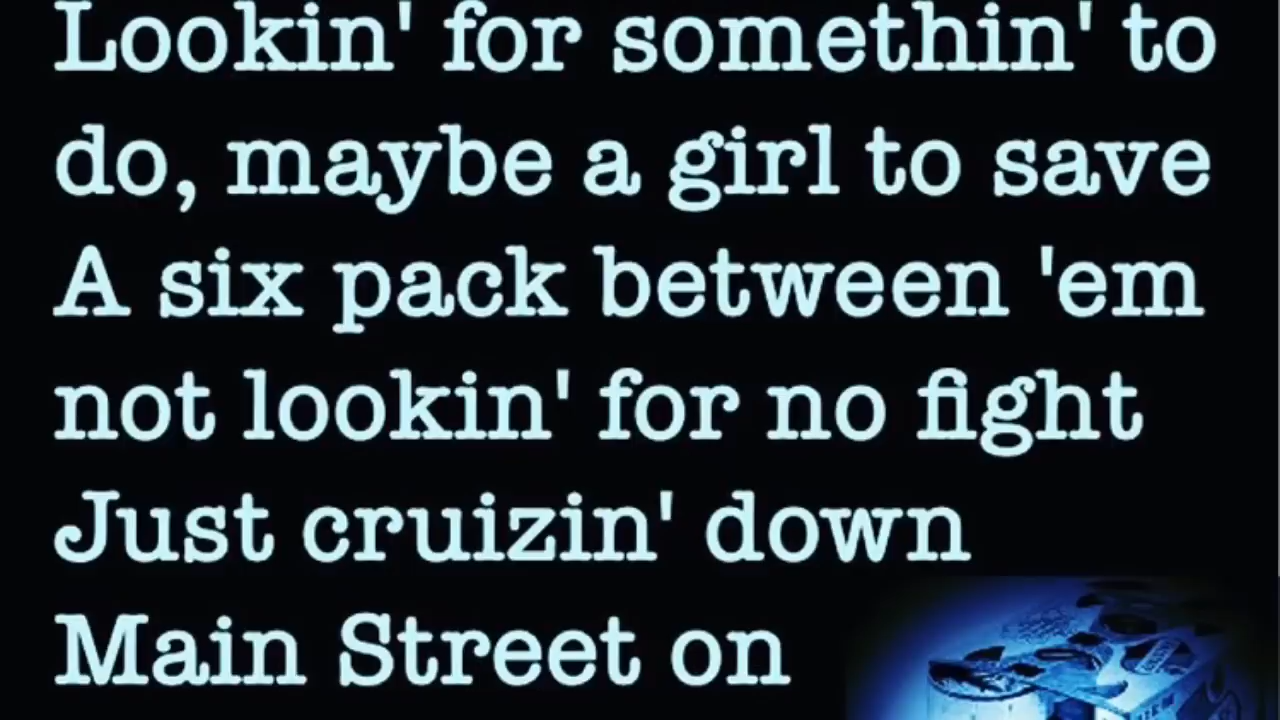 Lookin' for somethin' to
do, maybe a girl to save
A six pack between 'em
not lookin' for no fight
Just cruizin' down
Main Street on